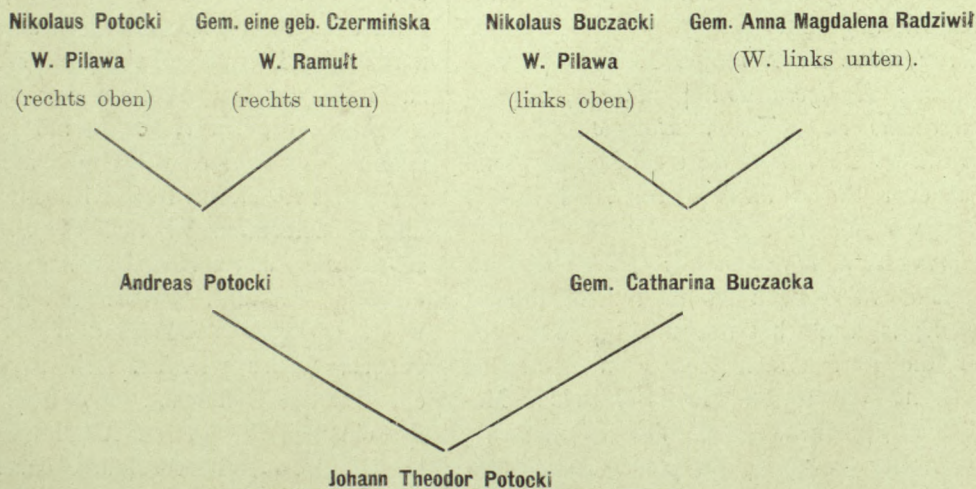 Nikolaus Potocki Gem. eine geb. Czermińska Nikolaus Buczacki Gem. Anna Magdalena Radziwił
W. Pilawa W. Ramułt W. Pilawa (W. links unten).
(rechts oben) (rechts unten) (links oben)
Andreas Potocki Gem. Catharina Buczacka
Johann Theodor Potocki